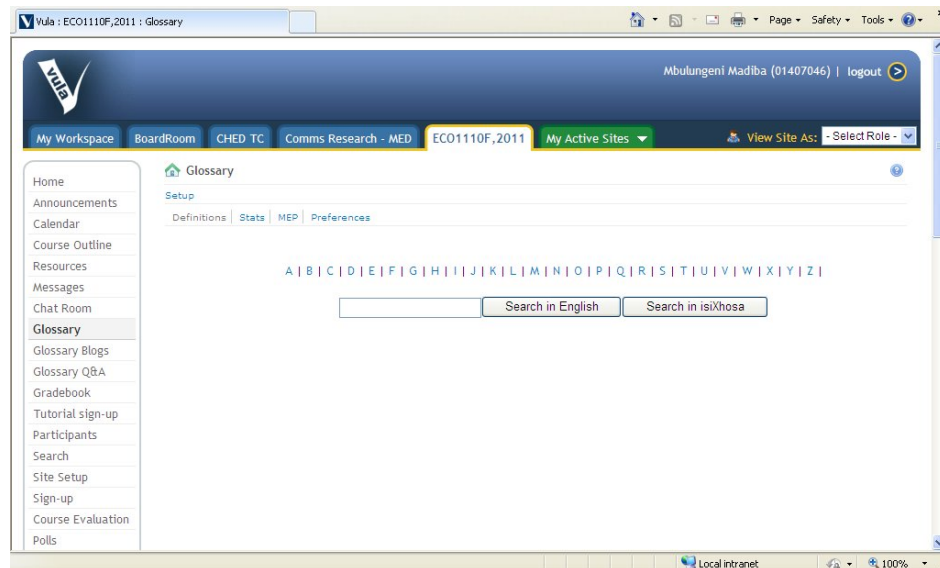 Vula : ECO1110F,2011 : Glossary
Page Safety Tools
vula
Mbulungeni Madiba (01407046) | logout
My Workspace BoardRoom CHED TC Comms Research - MED ECO1110F,2011 My Active Sites View Site As: - Select Role -
Glossary
Setup
Definitions | Stats | MEP | Preferences
A | B | C | D | E | F | G | H | I | J | K | L | M | N | O | P | Q | R | S | T | U | V | W | X | Y | Z |
Search in English Search in isiXhosa
Home
Announcements
Calendar
Course Outline
Resources
Messages
Chat Room
Glossary
Glossary Blogs
Glossary Q&A
Gradebook
Tutorial sign-up
Participants
Search
Site Setup
Sign-up
Course Evaluation
Polls
Local intranet 100%